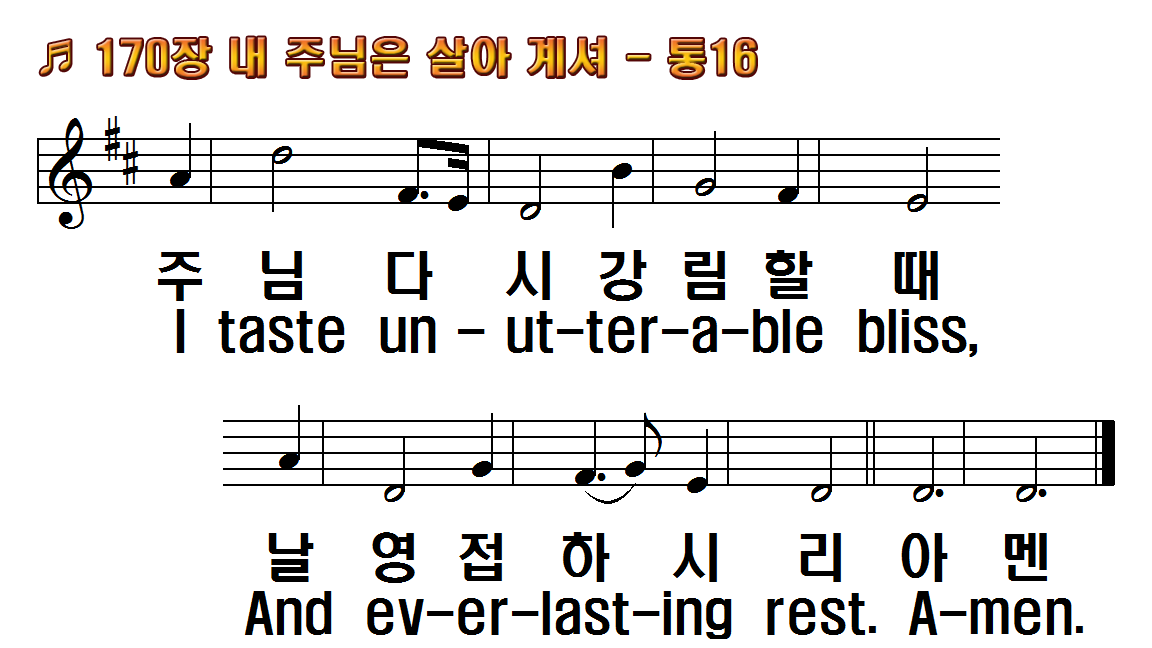 ♬ 170장 내 주님은 살아 계셔 - 통16
주 님 다 시 강 림 할 때
I taste un - ut-ter-a-ble bliss,
날 영 접 하 시 리 아 멘
And ev-er-last-ing rest. A-men.